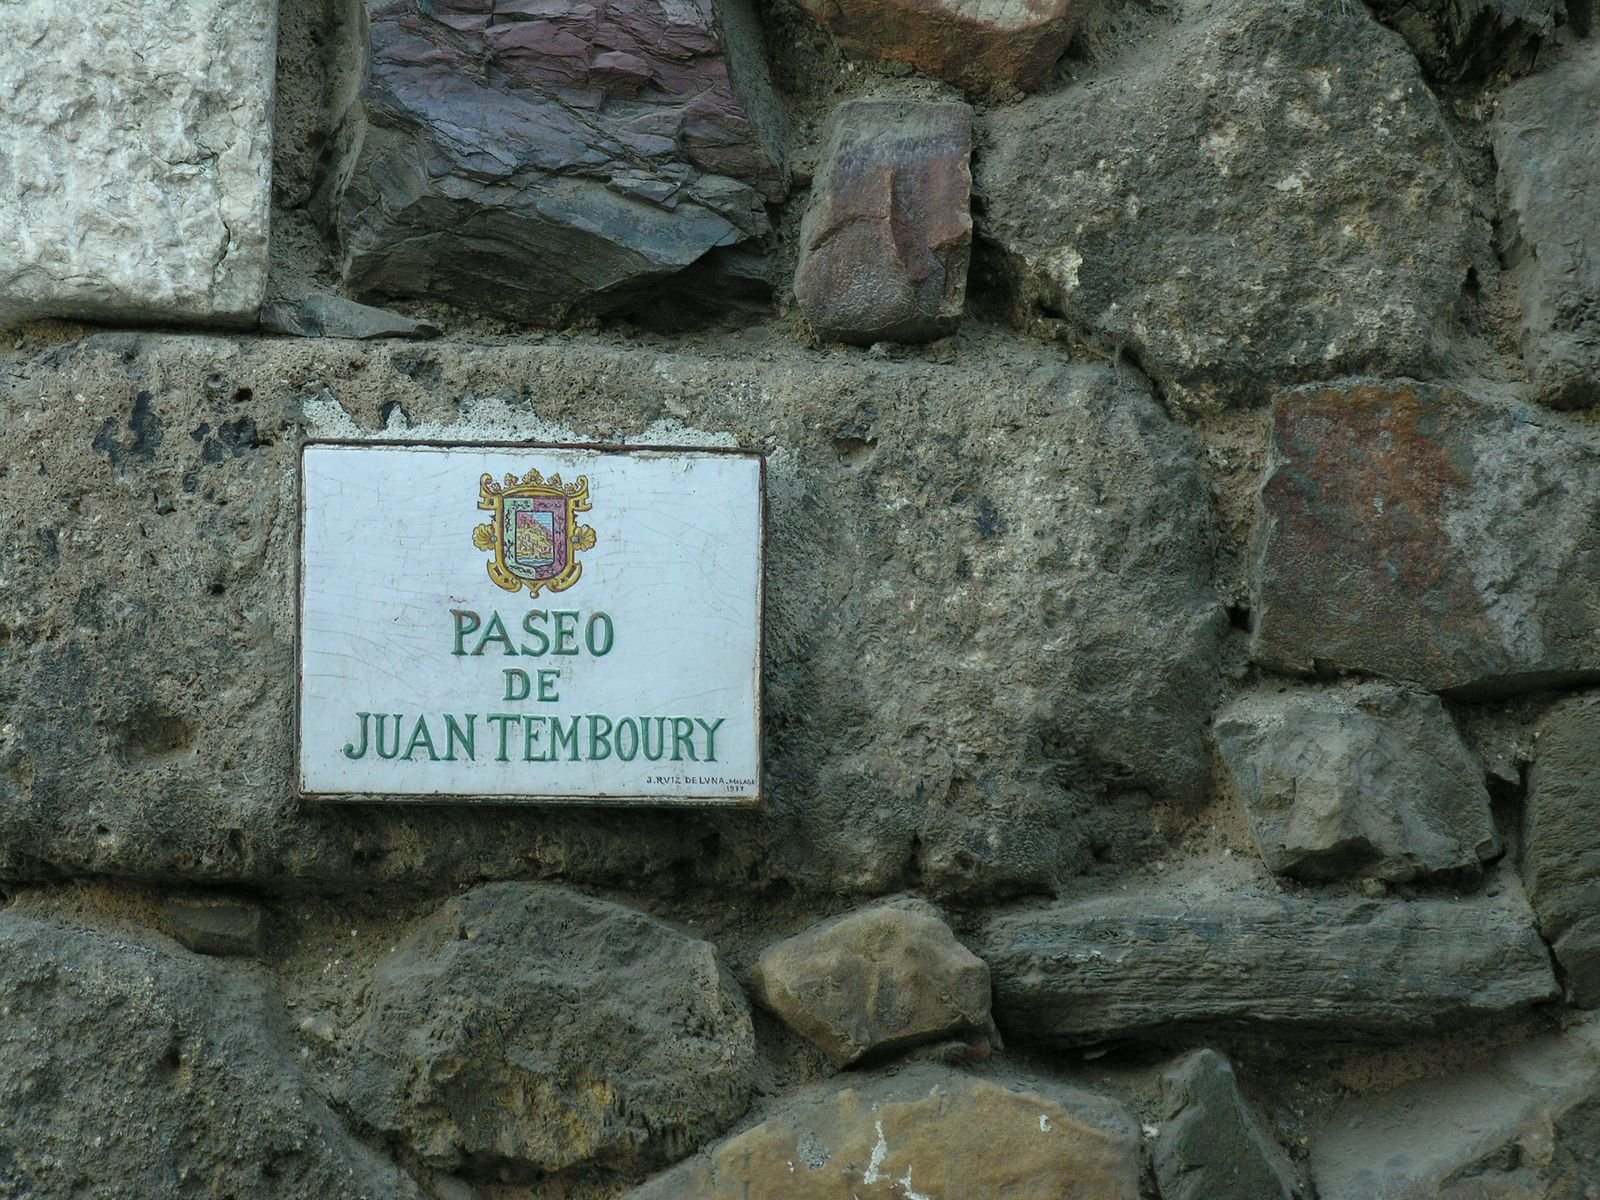 PASEO
DE
JUAN TEMBOURY
J. RVIZ DE LVNA. MALAGA